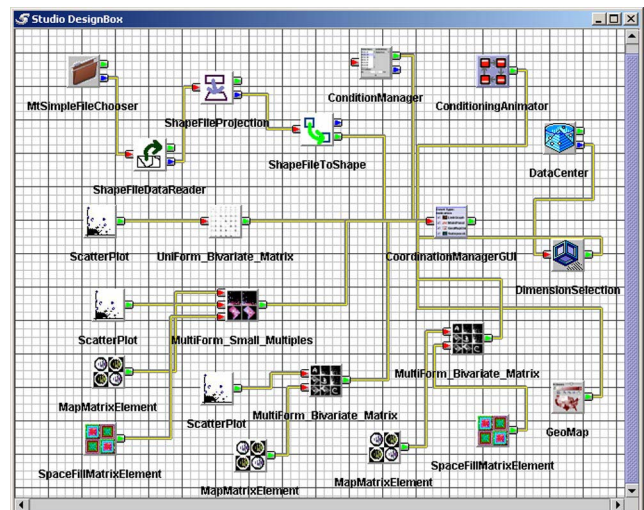 Studio DesignBox
MtSimpleFileChooser
ShapeFileProjection
ConditionManager
ConditioningAnimator
ShapeFileDataReader
ShapeFileToShape
DataCenter
ScatterPlot
UniForm_Bivariate_Matrix
CoordinationManagerGUI
DimensionSelection
ScatterPlot
MultiForm_Small_Multiples
MapMatrixElement
ScatterPlot
MultiForm_Bivariate_Matrix
MultiForm_Bivariate_Matrix
GeoMap
SpaceFillMatrixElement
MapMatrixElement
MapMatrixElement
SpaceFillMatrixElement